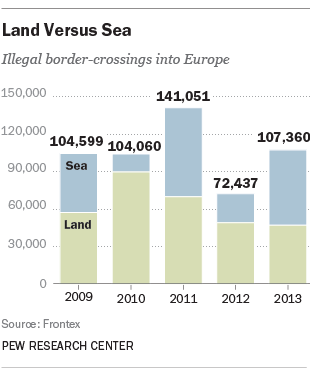 Land Versus Sea
Illegal border-crossings into Europe
150,000
141,051
120,000
104,599
104,060
107,360
90,000
Sea
72,437
60,000
Land
30,000
0
2009 2010 2011 2012 2013
Source: Frontex
PEW RESEARCH CENTER